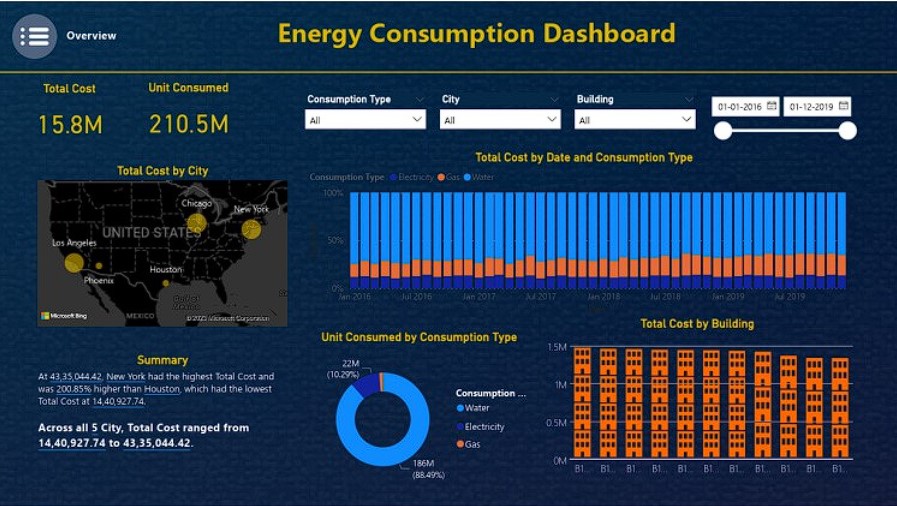 Overview
Energy Consumption Dashboard
Total Cost
Unit Consumed
15.8M
210.5M
Consumption Type
City
Building
All
All
All
01-01-2016
01-12-2019
Total Cost by City
Chicago
New York
UNITED STATES
Los Angeles
Phoenix
Houston
Gulf of
Mexico
MEXICO
Microsoft Bing
© 2023 Microsoft Corporation
Total Cost by Date and Consumption Type
Consumption Type Electricity Gas Water
100%
50%
0%
Jan 2016 Jul 2016 Jan 2017 Jul 2017 Jan 2018 Jul 2018 Jan 2019 Jul 2019
Summary
At 43,35,044.42, New York had the highest Total Cost and
was 200.85% higher than Houston, which had the lowest
Total Cost at 14,40,927.74.
Across all 5 City, Total Cost ranged from
14,40,927.74 to 43,35,044.42.
Unit Consumed by Consumption Type
22M
(10.29%)
186M
(88.49%)
Consumption ...
Water
Electricity
Gas
Total Cost by Building
1.5M
1M
0.5M
0M
B1... B1... B1... B1... B1... B1... B1... B1... B1... B1... B1...